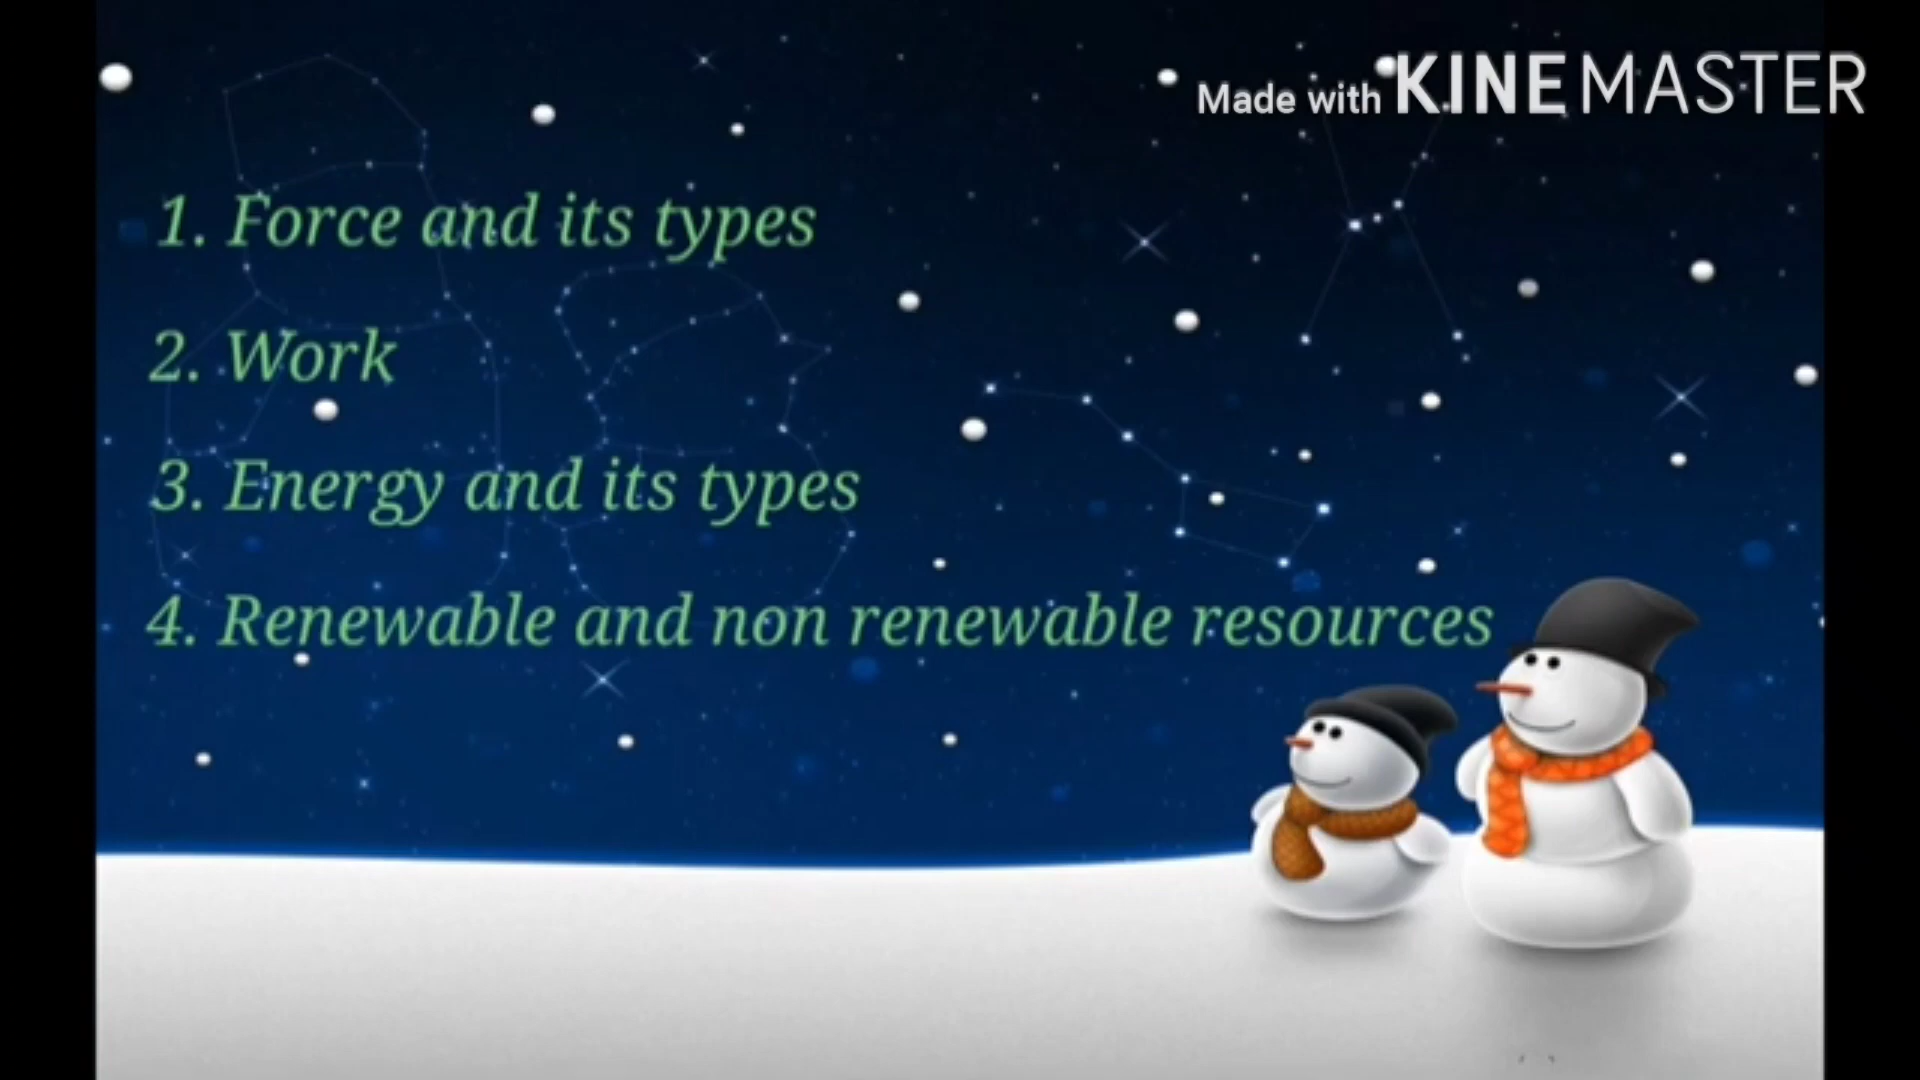 Made with KINEMASTER
1. Force and its types
2. Work
3. Energy and its types
4. Renewable and non renewable resources